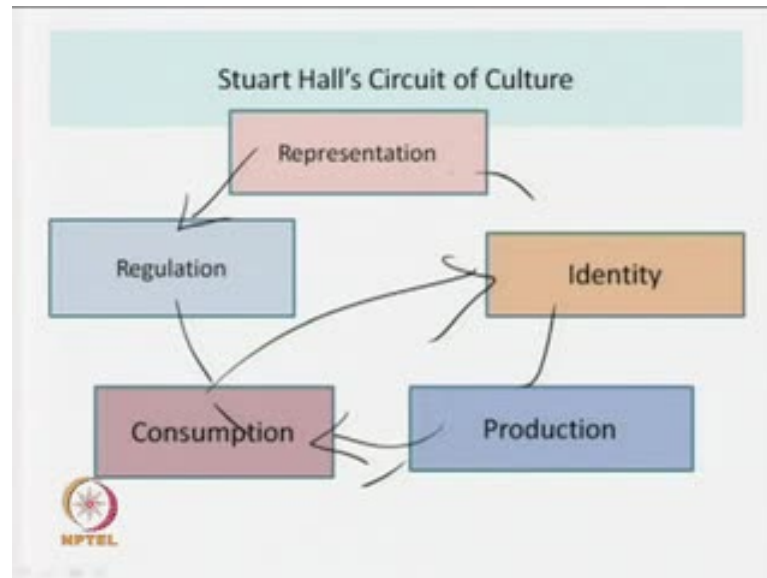 Stuart Hall's Circuit of Culture
Representation
Regulation
Identity
Consumption
Production
NPTEL